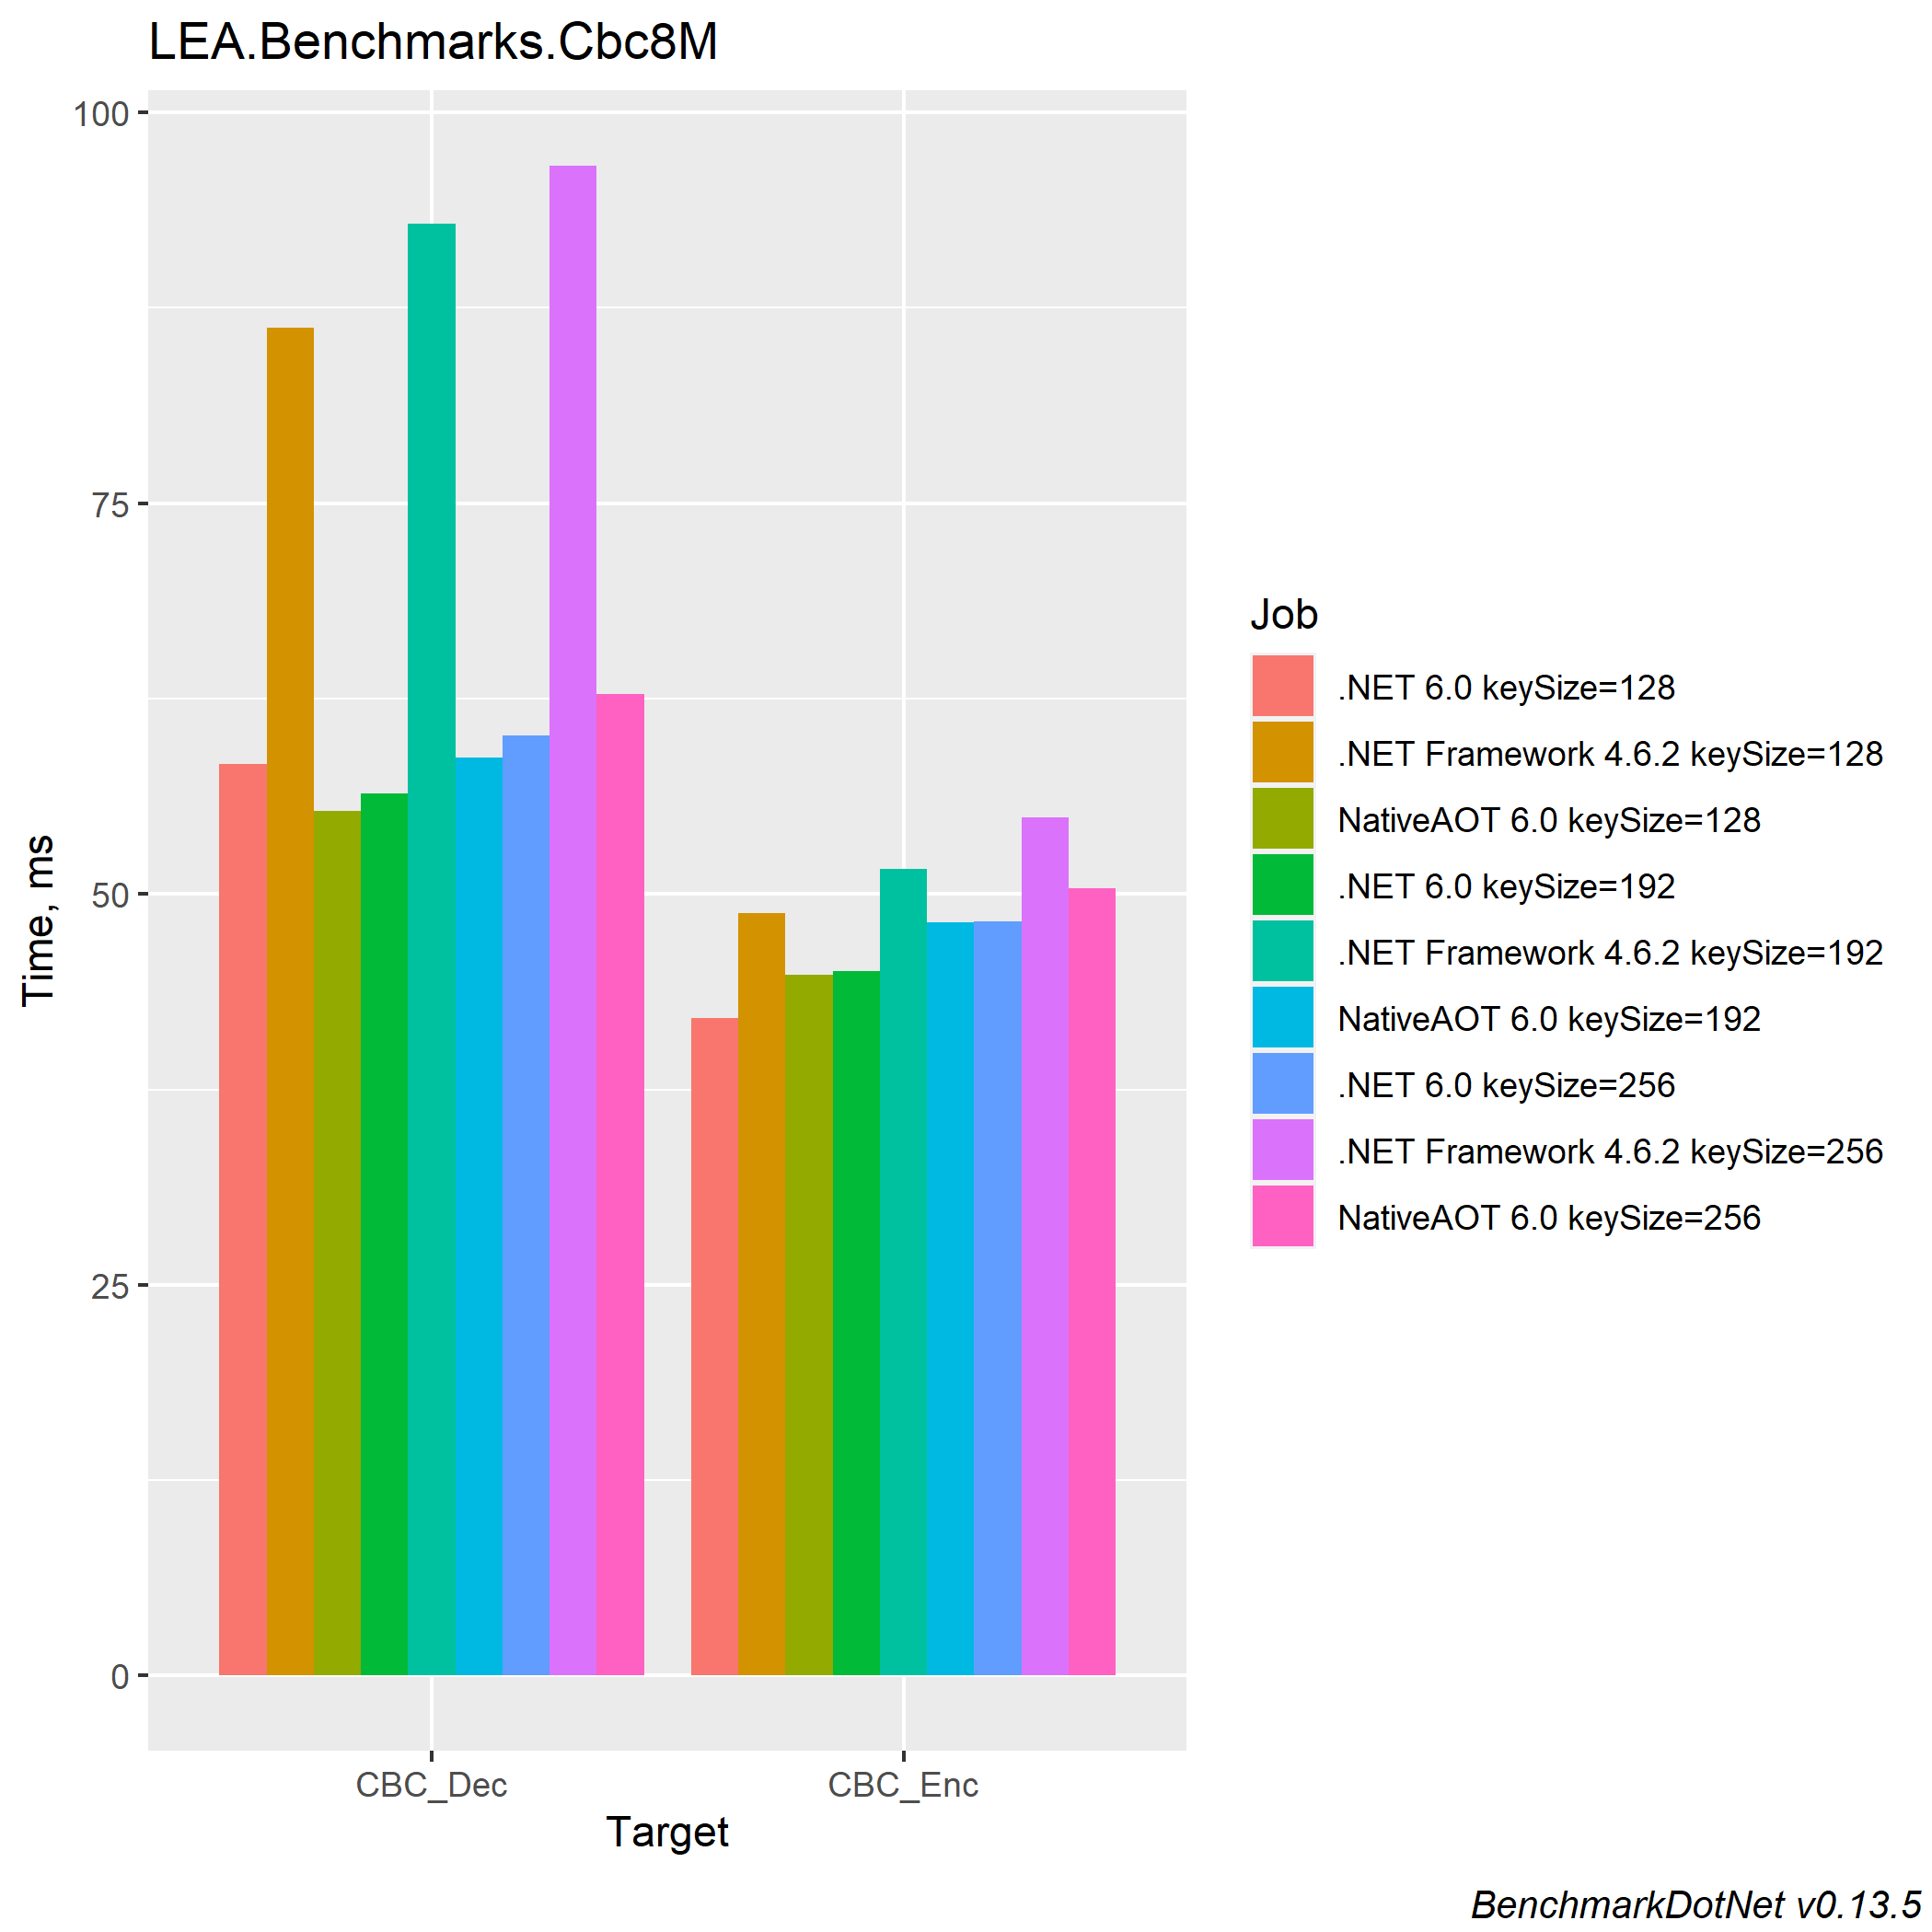 LEA.Benchmarks.Cbc8M
100
75
50
25
0
Time, ms
CBC_Dec
CBC_Enc
Target
Job
.NET 6.0 keySize=128
.NET Framework 4.6.2 keySize=128
NativeAOT 6.0 keySize=128
.NET 6.0 keySize=192
.NET Framework 4.6.2 keySize=192
NativeAOT 6.0 keySize=192
.NET 6.0 keySize=256
.NET Framework 4.6.2 keySize=256
NativeAOT 6.0 keySize=256
BenchmarkDotNet v0.13.5